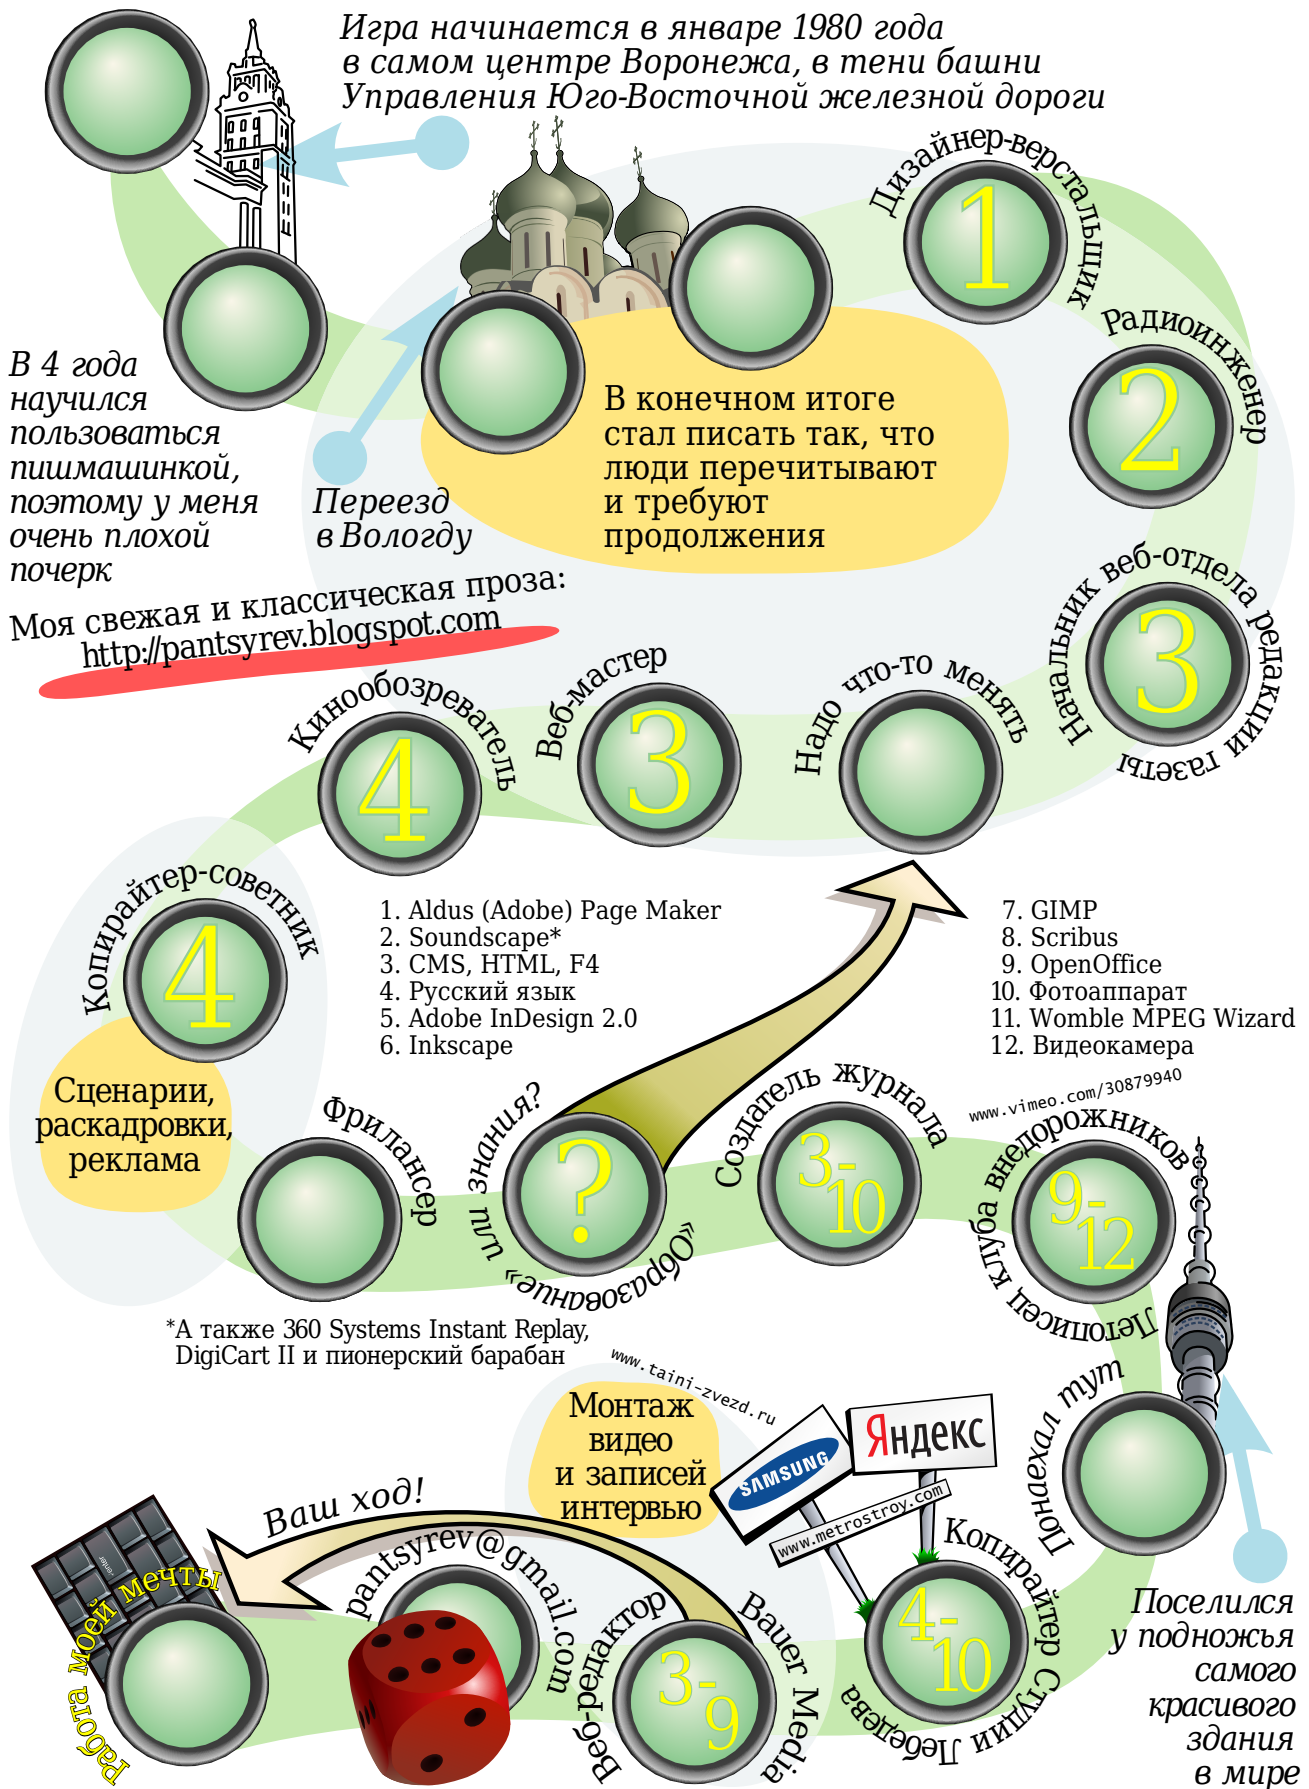 Игра начинается в январе 1980 года
в самом центре Воронежа, в тени башни
Управления Юго-Восточной железной дороги
Дизайнер-верстальщик
1
Радиоинженер
2
В 4 года
научился
пользоваться
пишмашинкой,
поэтому у меня
очень плохой
почерк
Переезд
в Вологду
В конечном итоге
стал писать так, что
люди перечитывают
и требуют
продолжения
Моя свежая и классическая проза:
http://pantsyrev.blogspot.com
Начальник веб-отдела редакции газеты
3
Надо что-то менять
Веб-мастер
3
Кинообозреватель
4
Копирайтер-советник
4
Сценарии,
раскадровки,
реклама
1. Aldus (Adobe) Page Maker
2. Soundscape*
3. CMS, HTML, F4
4. Русский язык
5. Adobe InDesign 2.0
6. Inkscape
7. GIMP
8. Scribus
9. OpenOffice
10. Фотоаппарат
11. Womble MPEG Wizard
12. Видеокамера
Фрилансер
«Образование» или знания?
?
Создатель журнала
3-
10
www.vimeo.com/30879940
Летописец клуба внедорожников
9-
12
*А также 360 Systems Instant Replay,
DigiCart II и пионерский барабан
Понаехал тут
Поселился
у подножья
самого
красивого
здания
в мире
www.taini-zvezd.ru
Монтаж
видео
и записей
интервью
SAMSUNG
Яндекс
www.metrostroy.com
Копирайтер Студии Лебедева
4-
10
Веб-редактор Bauer Media
3-
9
Ваш ход!
pantsyrev@gmail.com
enter
Работа моей мечты